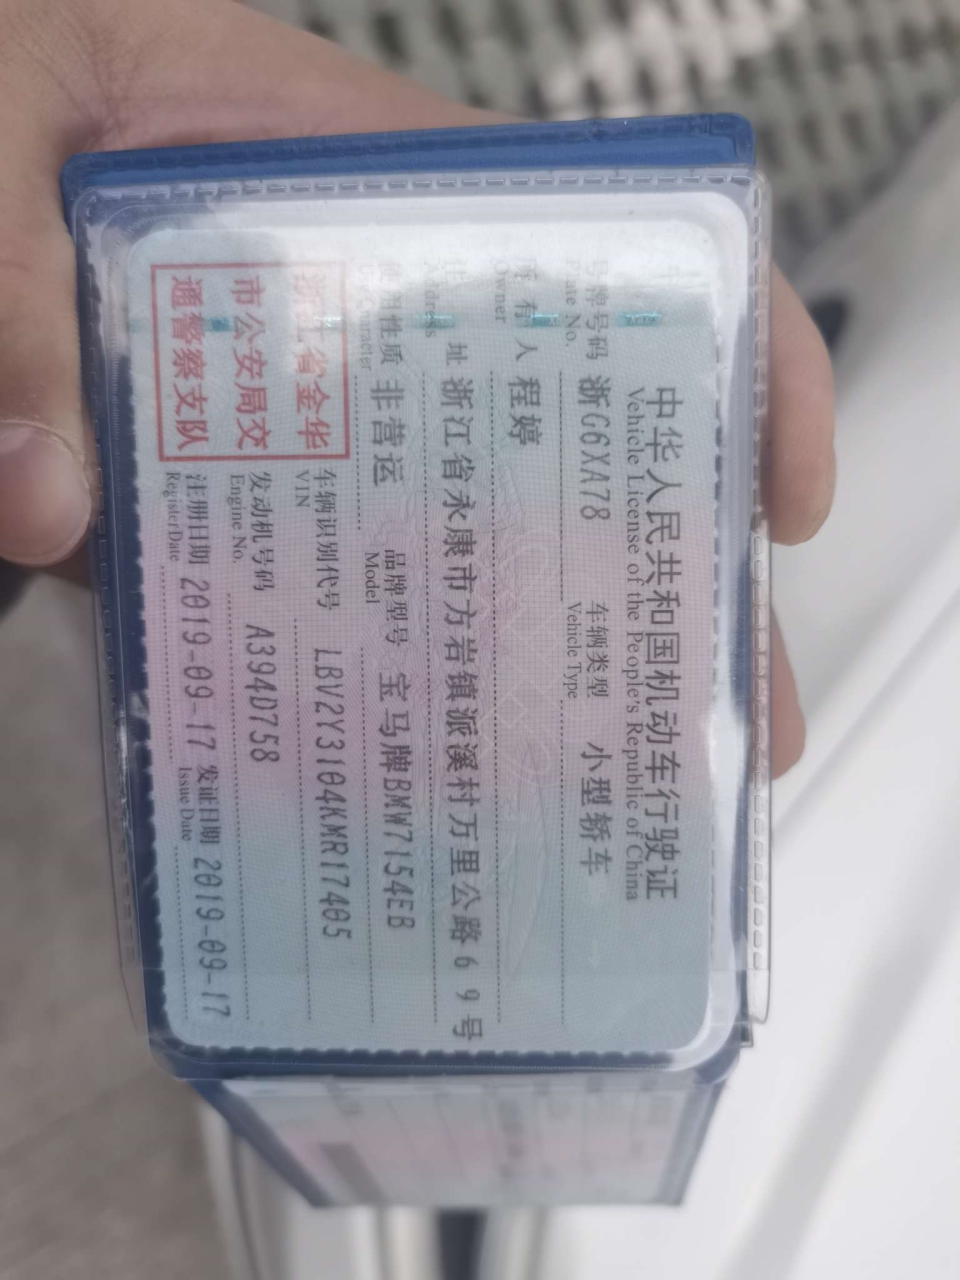 中华人民共和国机动车行驶证
Vehicle License of the People's Republic of China
号牌号码 浙G6XA78 车辆类型 小型轿车
Plate No. Vehicle Type
所有人 程婷
Owner
住址 浙江省永康市方岩镇派溪村万里公路69号
Address
使用性质 非营运 品牌型号 宝马牌BMW7154EB
Use Character Model
浙江省金华
市公安局交
通警察支队
车辆识别代号 LBV2Y3104KMR17405
VIN
发动机号码 A394D758
Engine No.
注册日期 2019-09-17 发证日期 2019-09-17
Register Date Issue Date